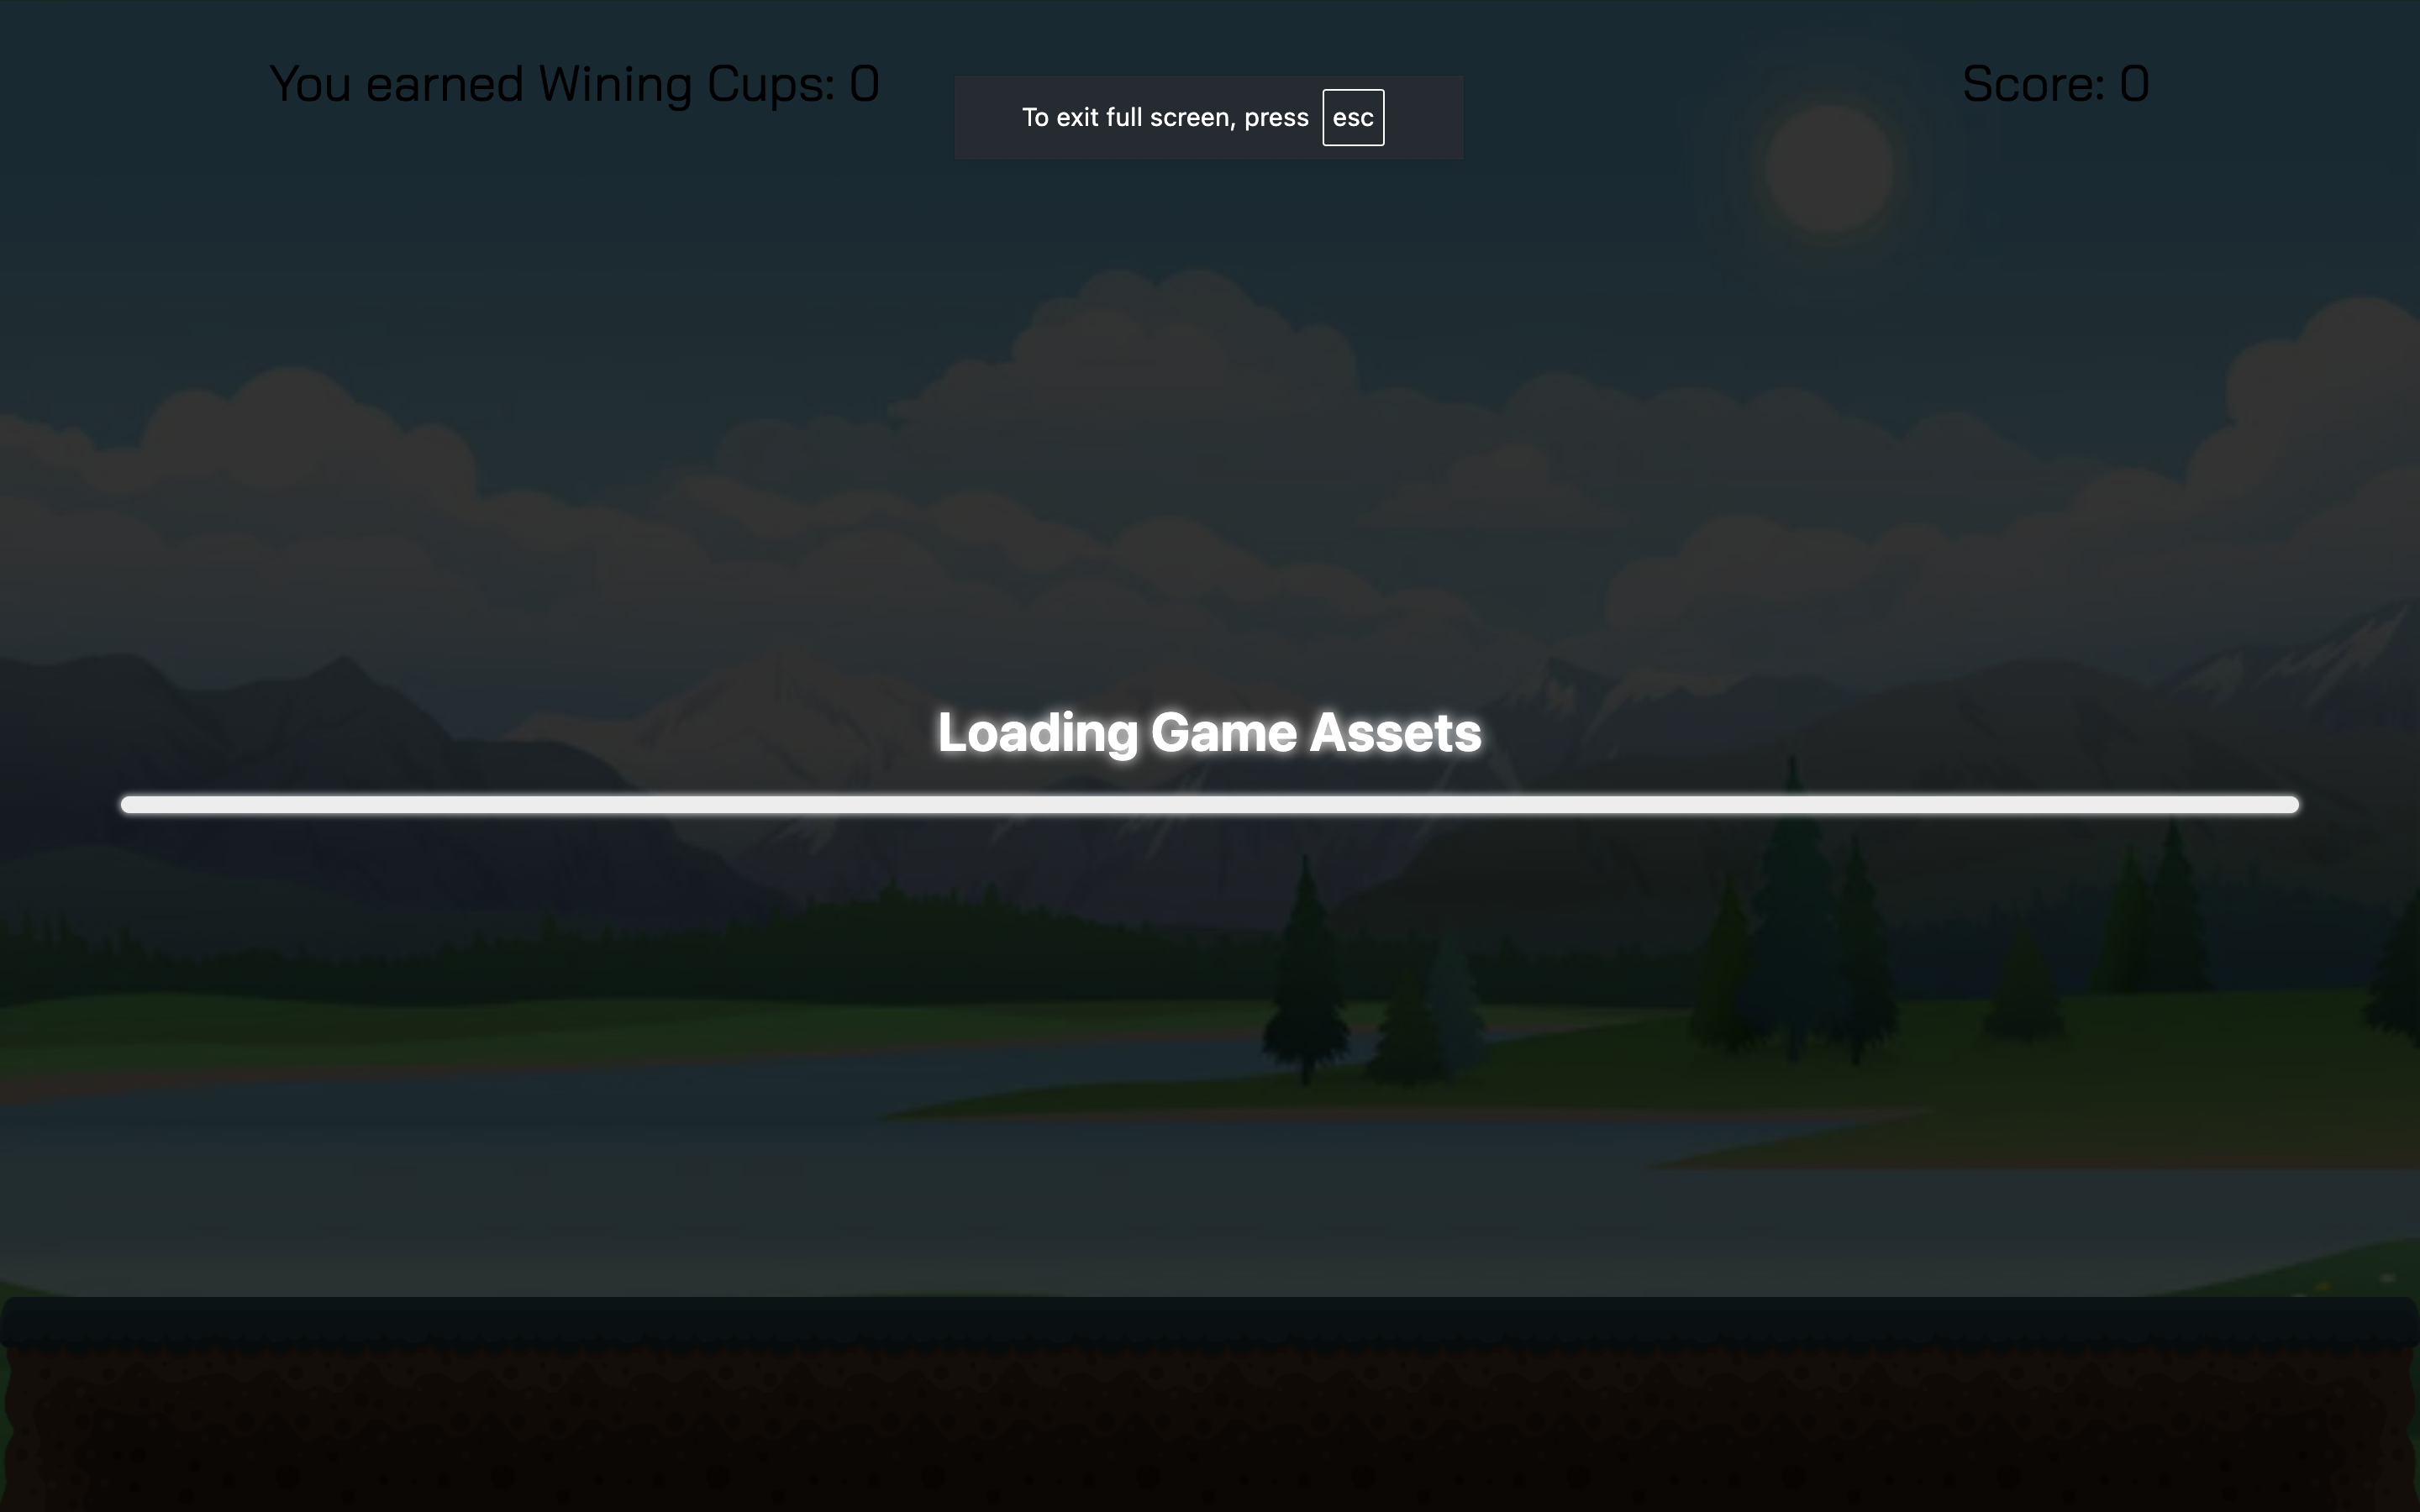 You earned Wining Cups: 0
To exit full screen, press esc
Score: 0
Loading Game Assets